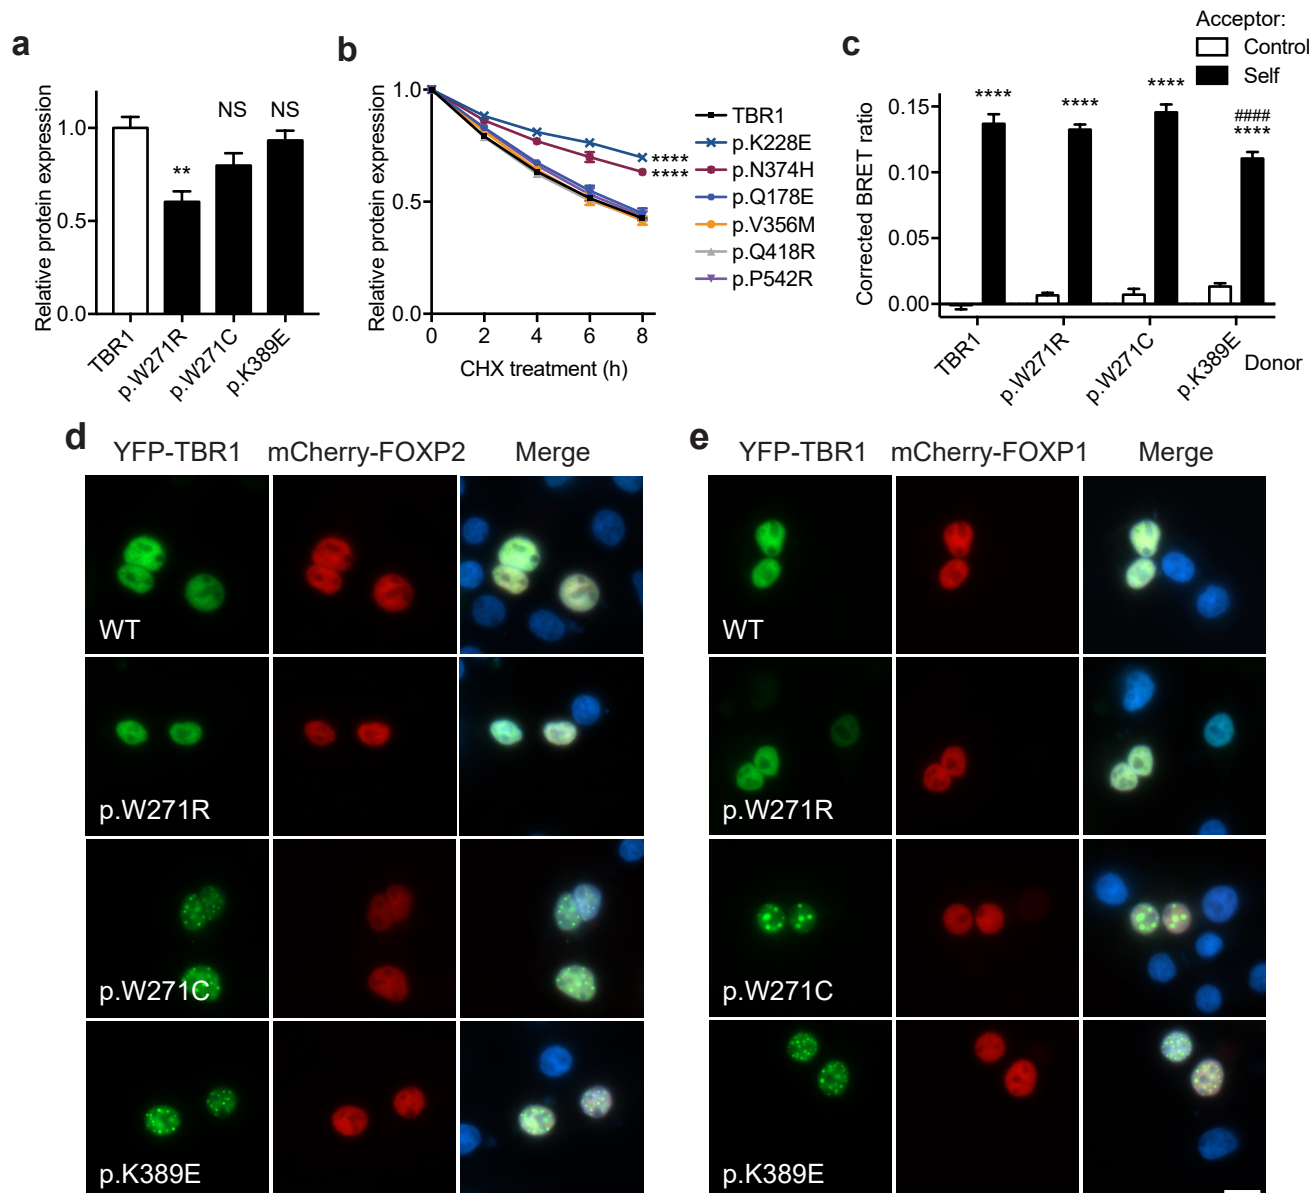 a
Relative protein expression
1.0
0.5
0.0
**
NS
NS
TBR1
p.W271R
p.W271C
p.K389E
b
Relative protein expression
1.0
0.5
0.0
0
2
4
6
8
CHX treatment (h)
****
****
TBR1
p.K228E
p.N374H
p.Q178E
p.V356M
p.Q418R
p.P542R
c
Acceptor:
Control
Self
Corrected BRET ratio
0.15
0.10
0.05
0.00
****
****
****
####
****
TBR1
p.W271R
p.W271C
p.K389E
Donor
d
YFP-TBR1 mCherry-FOXP2 Merge
WT
p.W271R
p.W271C
p.K389E
e
YFP-TBR1 mCherry-FOXP1 Merge
WT
p.W271R
p.W271C
p.K389E